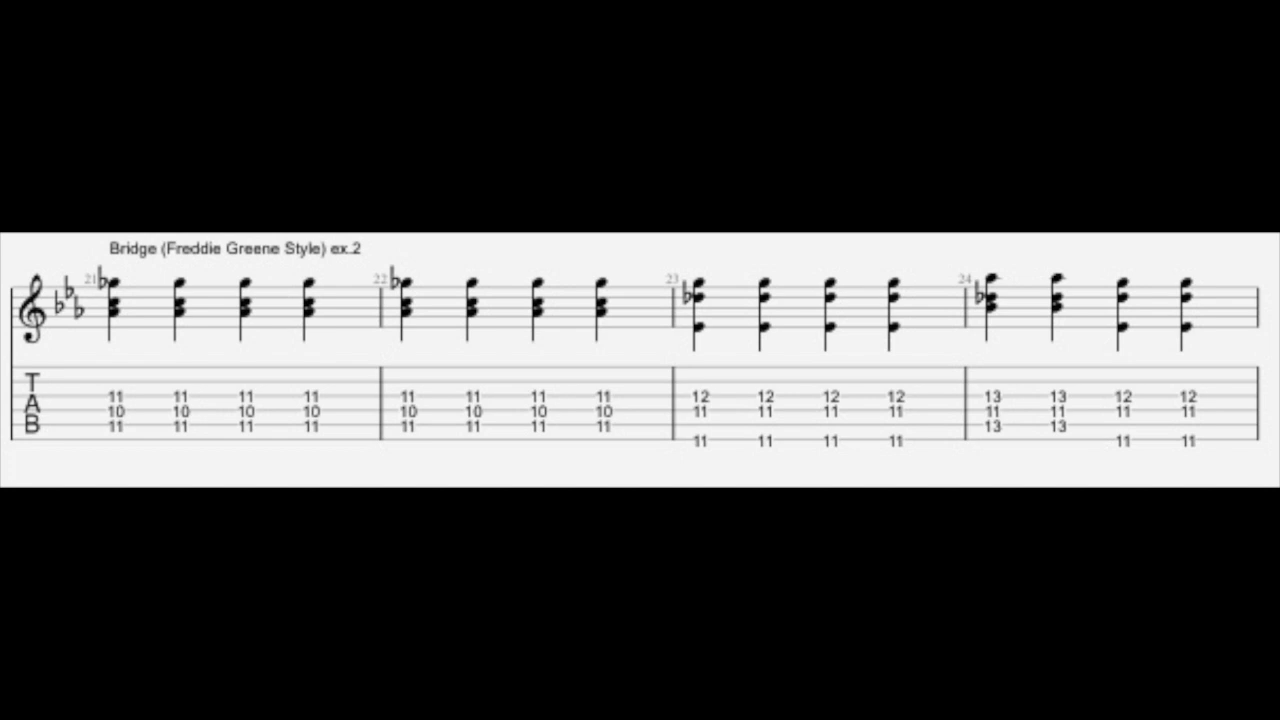 Bridge (Freddie Greene Style) ex.2
21 22 23 24
T
A 11 11 11 11 11 11 11 11 12 12 12 12 13 13 12 12
B 10 10 10 10 10 10 10 10 11 11 11 11 11 11 11 11
11 11 11 11 11 11 11 11 13 13
11 11 11 11 11 11